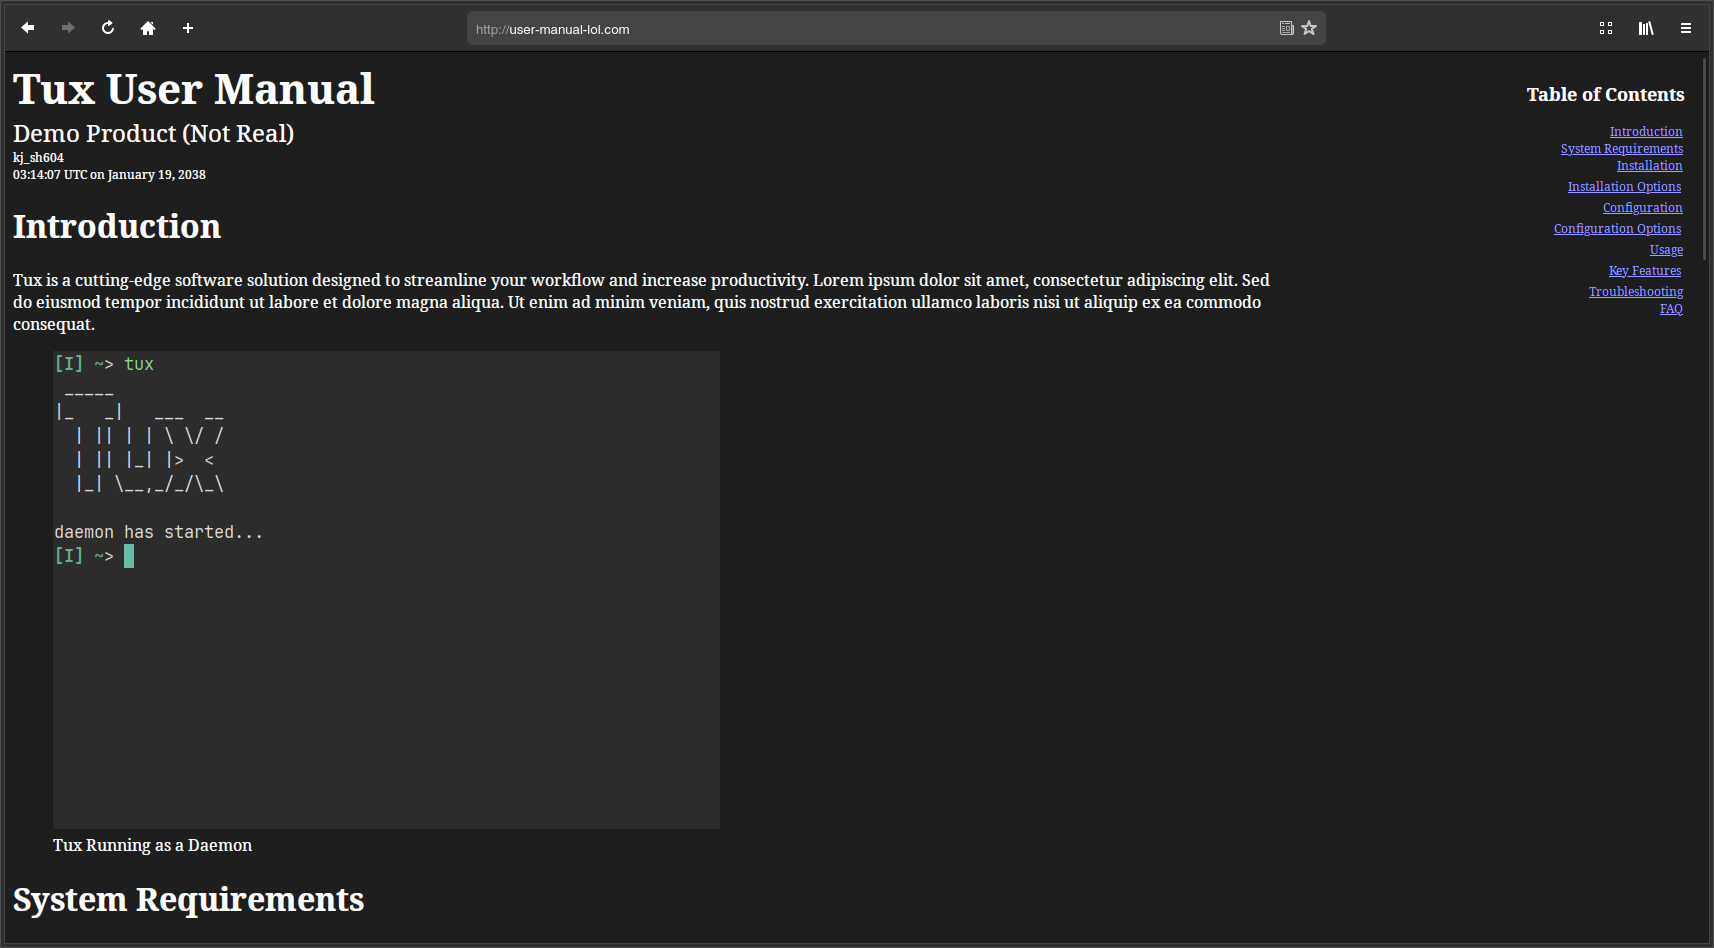 http://user-manual-lol.com
Tux User Manual
Demo Product (Not Real)
kj_sh604
03:14:07 UTC on January 19, 2038
Introduction
Tux is a cutting-edge software solution designed to streamline your workflow and increase productivity. Lorem ipsum dolor sit amet, consectetur adipiscing elit. Sed
do eiusmod tempor incididunt ut labore et dolore magna aliqua. Ut enim ad minim veniam, quis nostrud exercitation ullamco laboris nisi ut aliquip ex ea commodo
consequat.
[I] ~> tux
 _____
|_   _|   ___  __
  | || | | \ \/ /
  | || |_| |>  <
  |_| \__,_/_/\_\
daemon has started...
[I] ~>
Tux Running as a Daemon
System Requirements
Table of Contents
Introduction
System Requirements
Installation
Installation Options
Configuration
Configuration Options
Usage
Key Features
Troubleshooting
FAQ